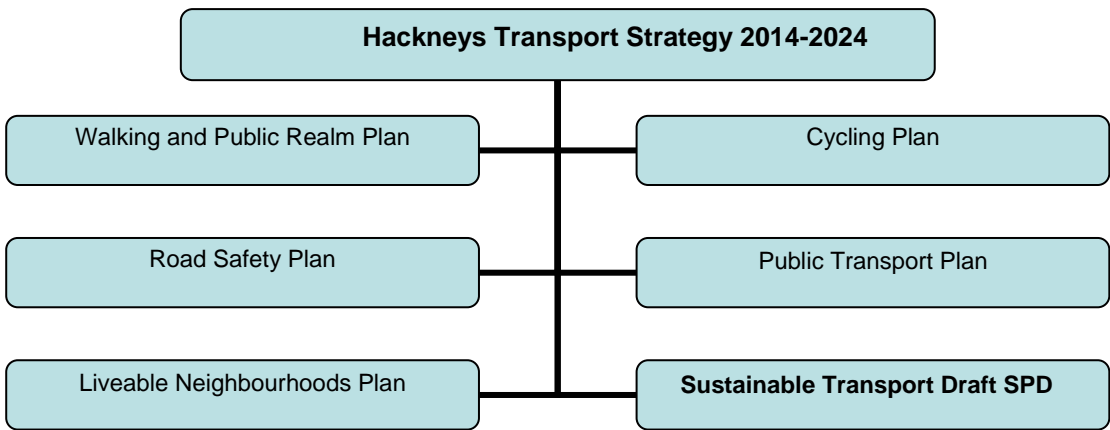 Hackneys Transport Strategy 2014-2024
Walking and Public Realm Plan
Cycling Plan
Road Safety Plan
Public Transport Plan
Liveable Neighbourhoods Plan
Sustainable Transport Draft SPD